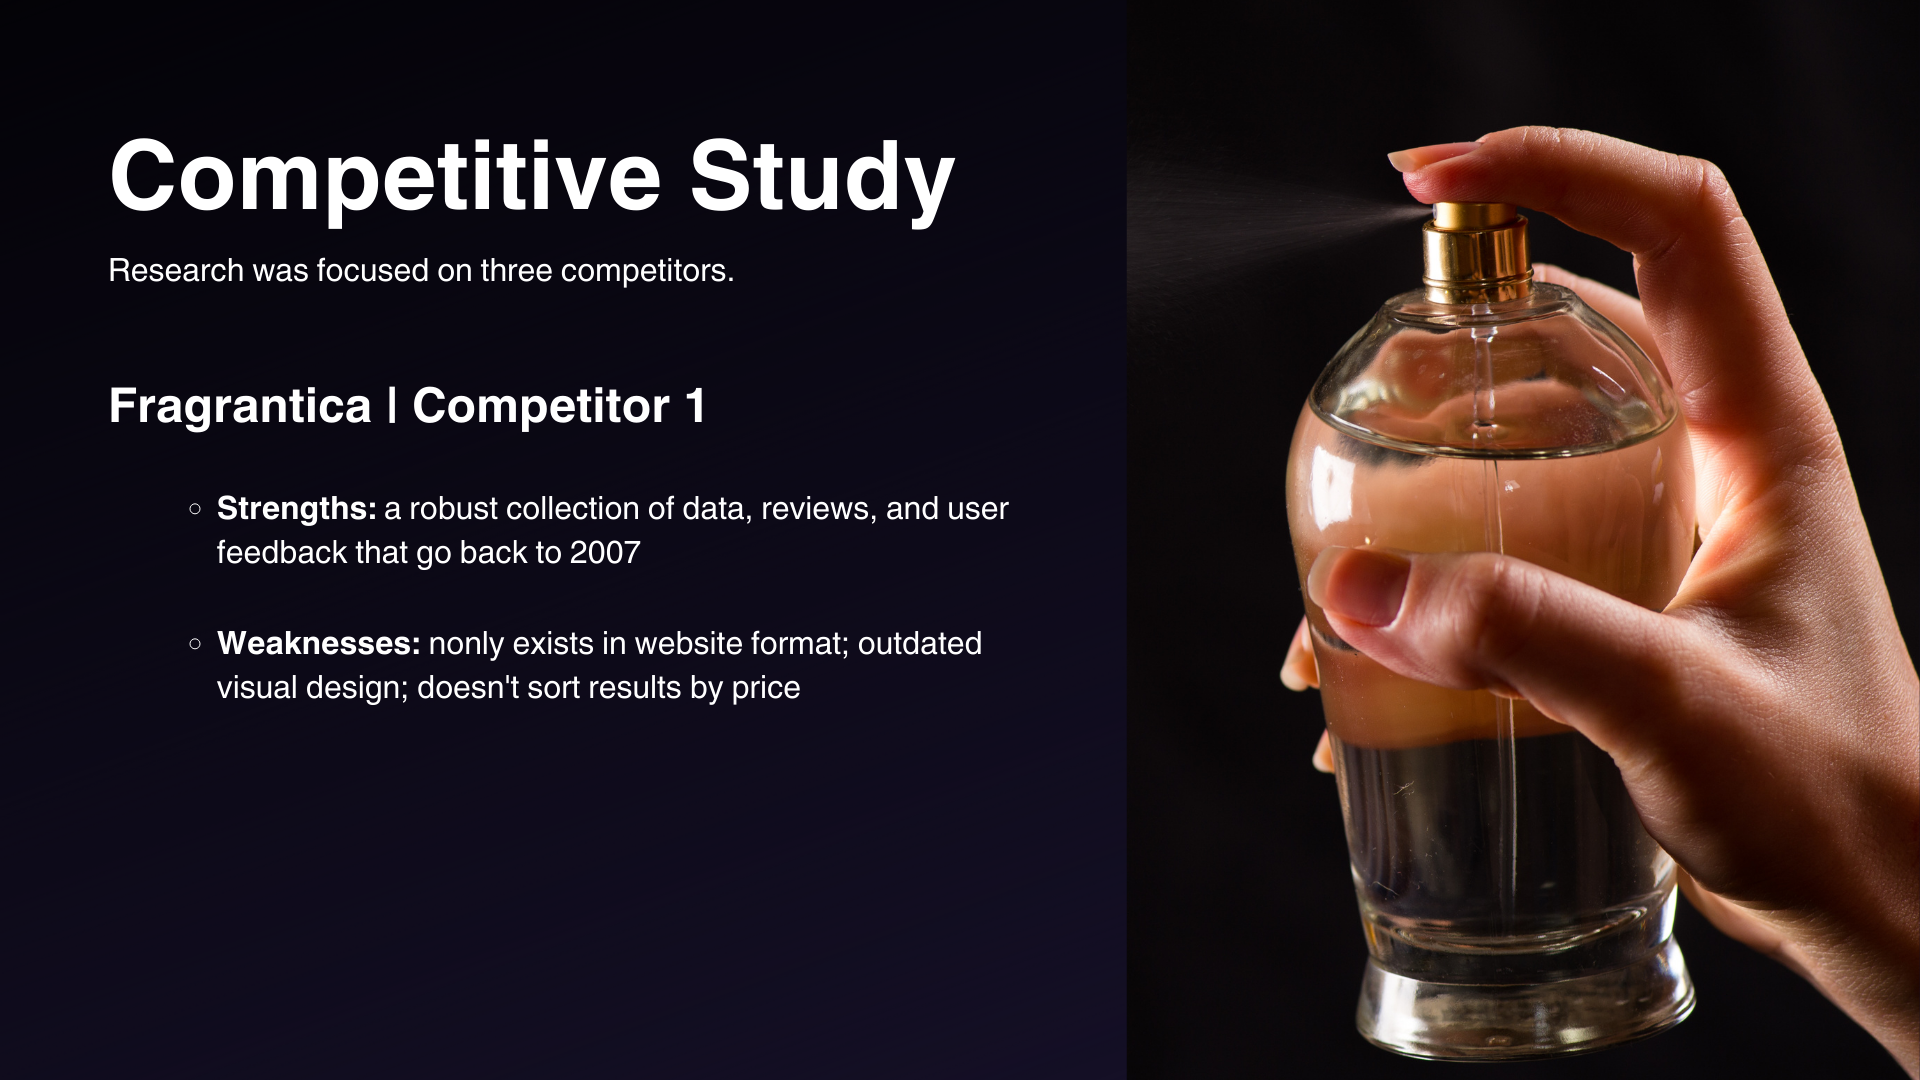 Competitive Study
Research was focused on three competitors.
Fragrantica | Competitor 1
Strengths: a robust collection of data, reviews, and user
feedback that go back to 2007
Weaknesses: nonly exists in website format; outdated
visual design; doesn't sort results by price